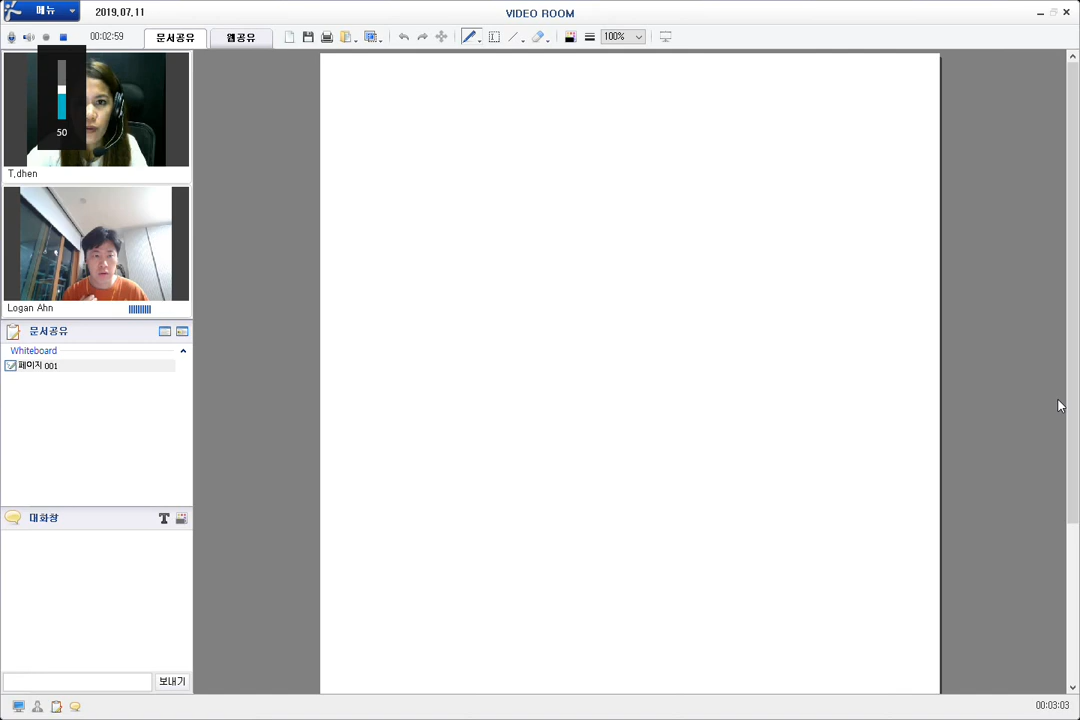 메뉴
2019.07.11
VIDEO ROOM
00:02:59
문서공유
웹공유
100%
50
T.dhen
Logan Ahn
문서공유
Whiteboard
페이지 001
대화창
T
보내기
00:03:03